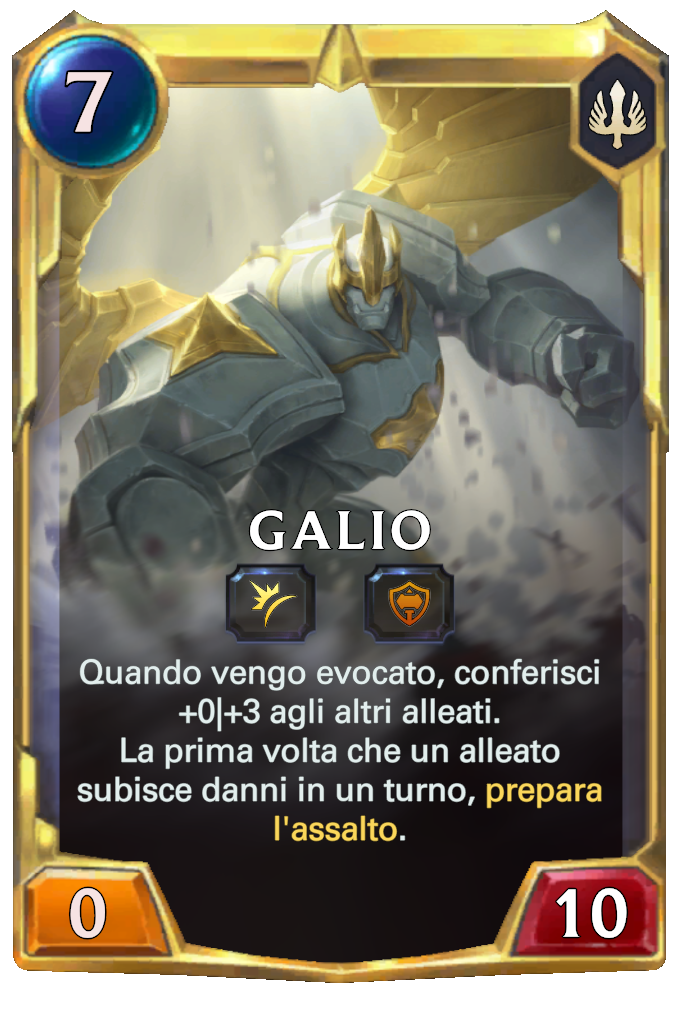 7
GALIO
Quando vengo evocato, conferisci
+0|+3 agli altri alleati.
La prima volta che un alleato
subisce danni in un turno, prepara
l'assalto.
0
10